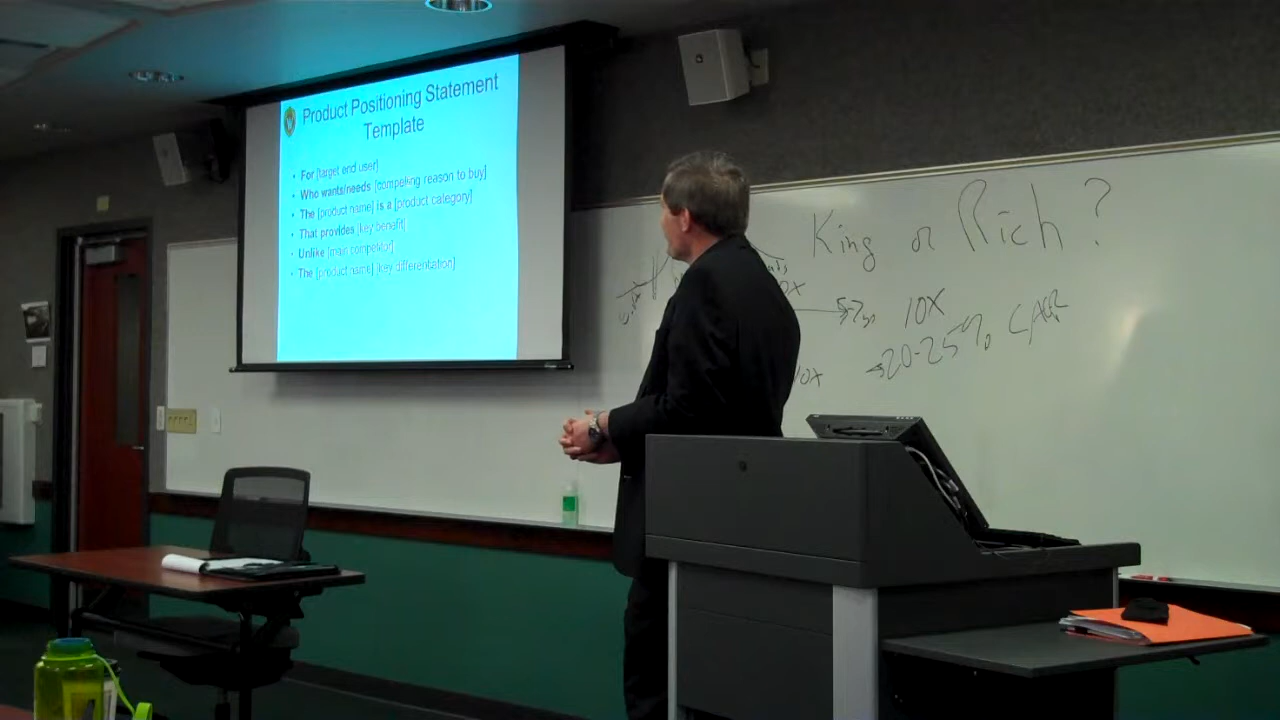 Product Positioning Statement
Template
• For [target end user]
• Who wants/needs [compelling reason to buy]
• The [product name] is a [product category]
• That provides [key benefit]
• Unlike [main competitor]
• The [product name] [key differentiation]
King or Rich?
10X
20-25% CAGR
10X